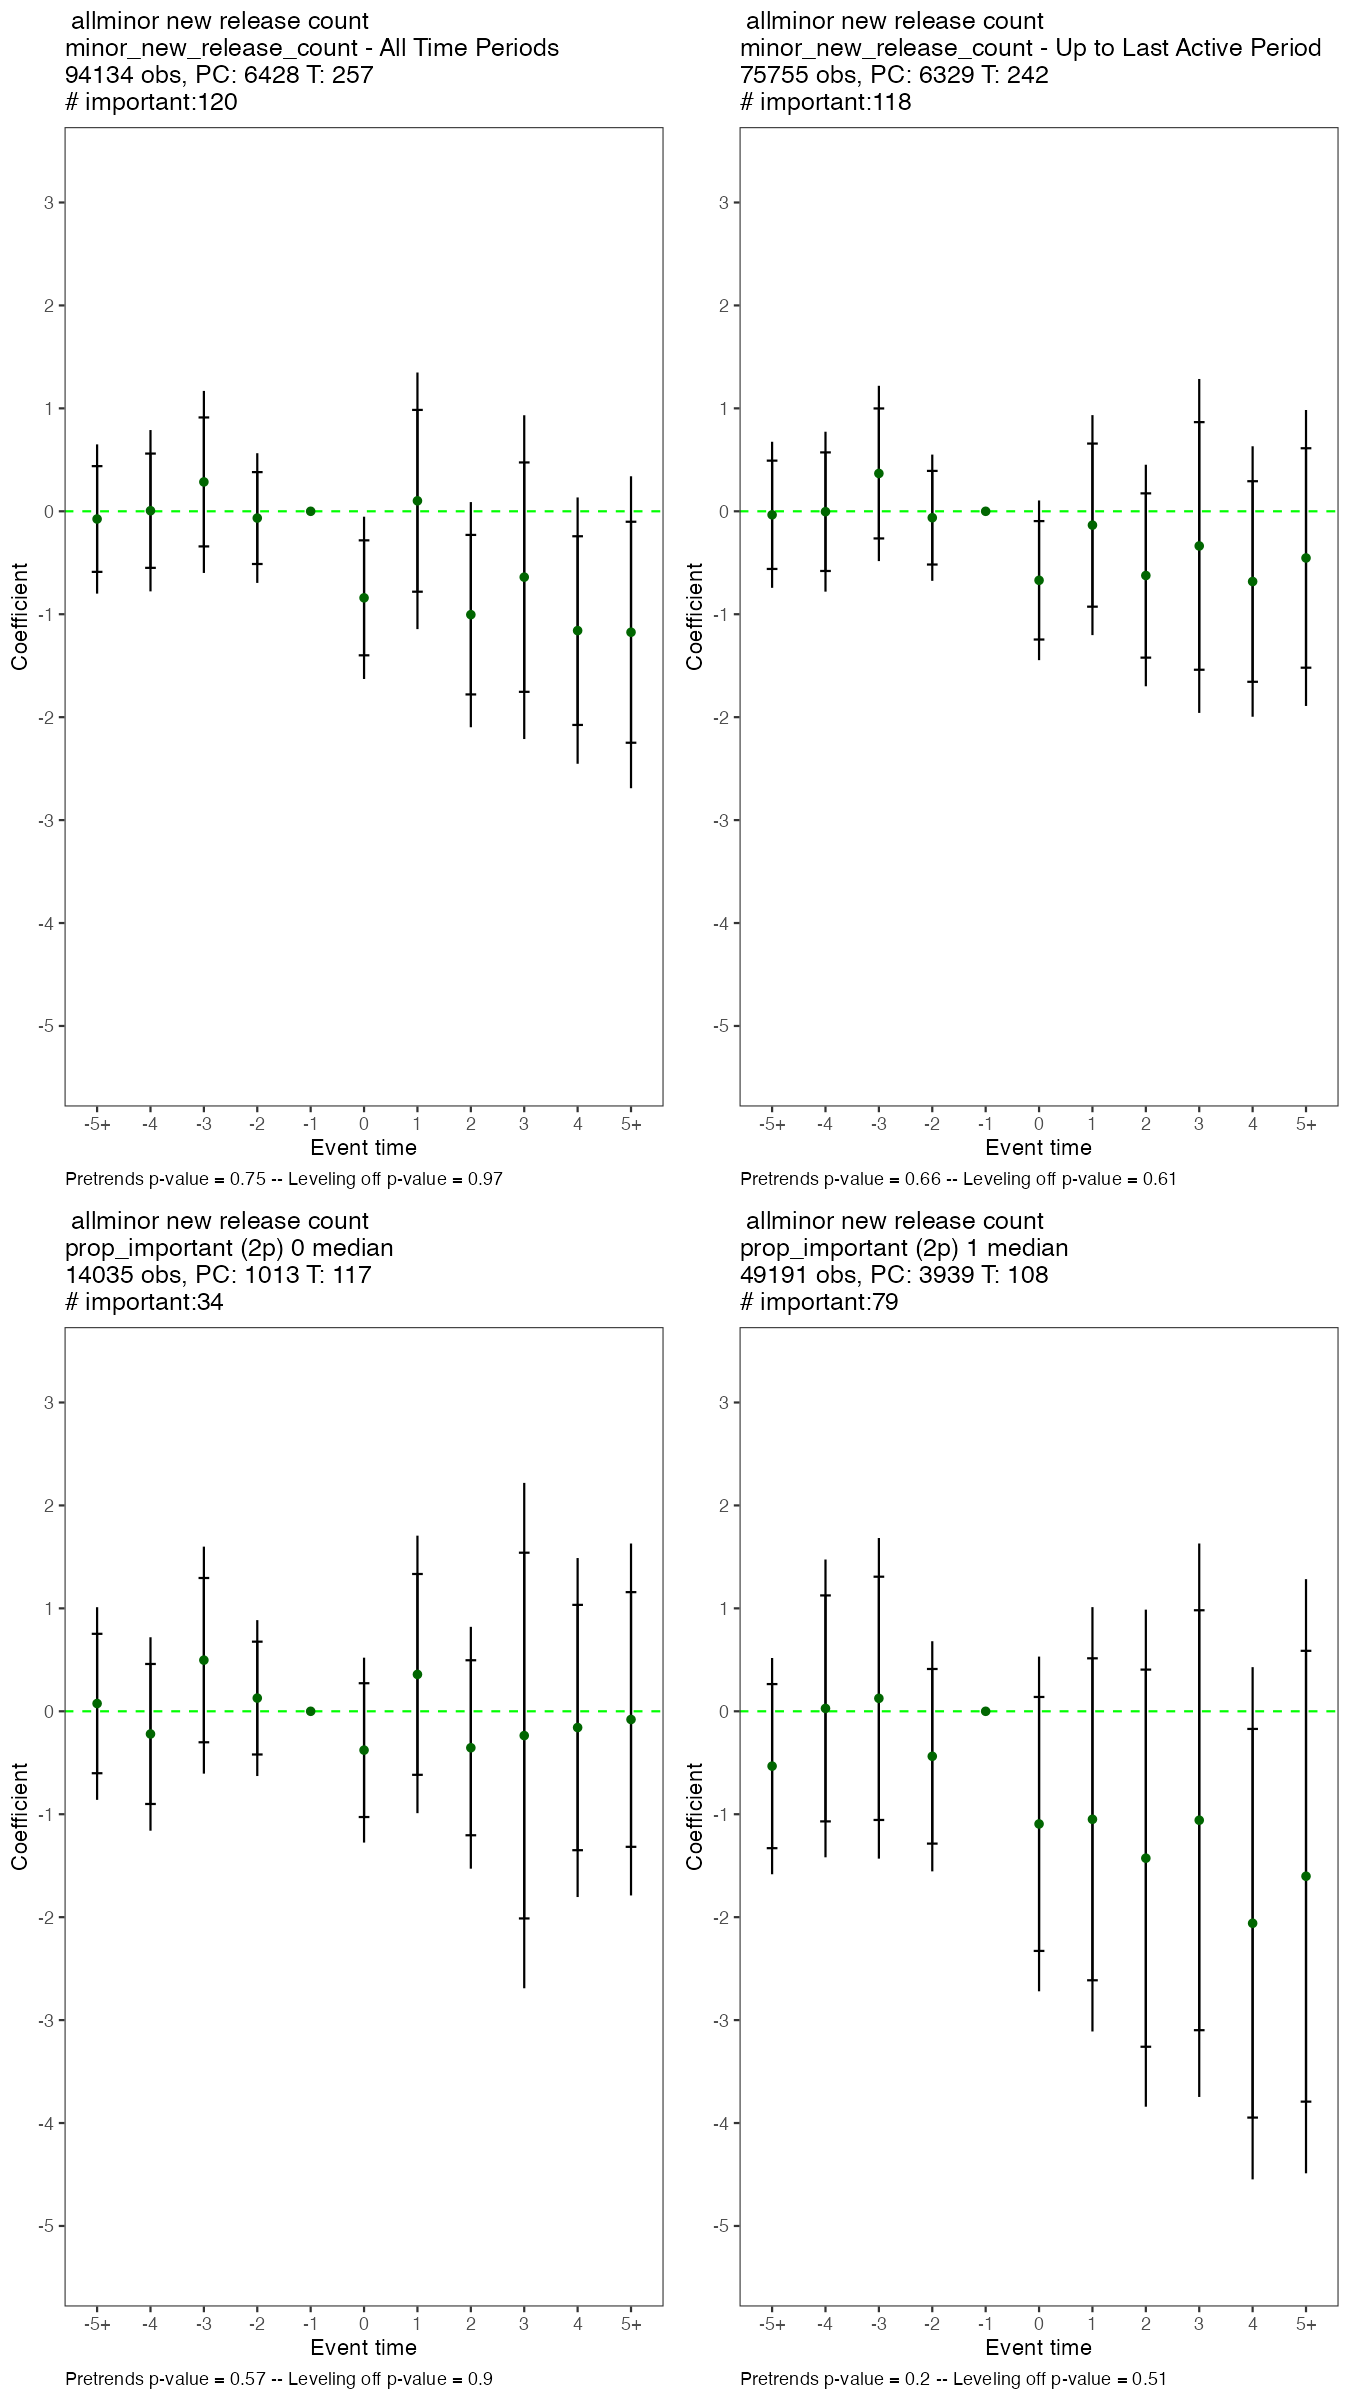 allminor new release count
minor_new_release_count - All Time Periods
94134 obs, PC: 6428 T: 257
# important:120
3
2
1
0
-1
-2
-3
-4
-5
Coefficient
-5+ -4 -3 -2 -1 0 1 2 3 4 5+
Event time
Pretrends p-value = 0.75 -- Leveling off p-value = 0.97
allminor new release count
minor_new_release_count - Up to Last Active Period
75755 obs, PC: 6329 T: 242
# important:118
3
2
1
0
-1
-2
-3
-4
-5
Coefficient
-5+ -4 -3 -2 -1 0 1 2 3 4 5+
Event time
Pretrends p-value = 0.66 -- Leveling off p-value = 0.61
allminor new release count
prop_important (2p) 0 median
14035 obs, PC: 1013 T: 117
# important:34
3
2
1
0
-1
-2
-3
-4
-5
Coefficient
-5+ -4 -3 -2 -1 0 1 2 3 4 5+
Event time
Pretrends p-value = 0.57 -- Leveling off p-value = 0.9
allminor new release count
prop_important (2p) 1 median
49191 obs, PC: 3939 T: 108
# important:79
3
2
1
0
-1
-2
-3
-4
-5
Coefficient
-5+ -4 -3 -2 -1 0 1 2 3 4 5+
Event time
Pretrends p-value = 0.2 -- Leveling off p-value = 0.51